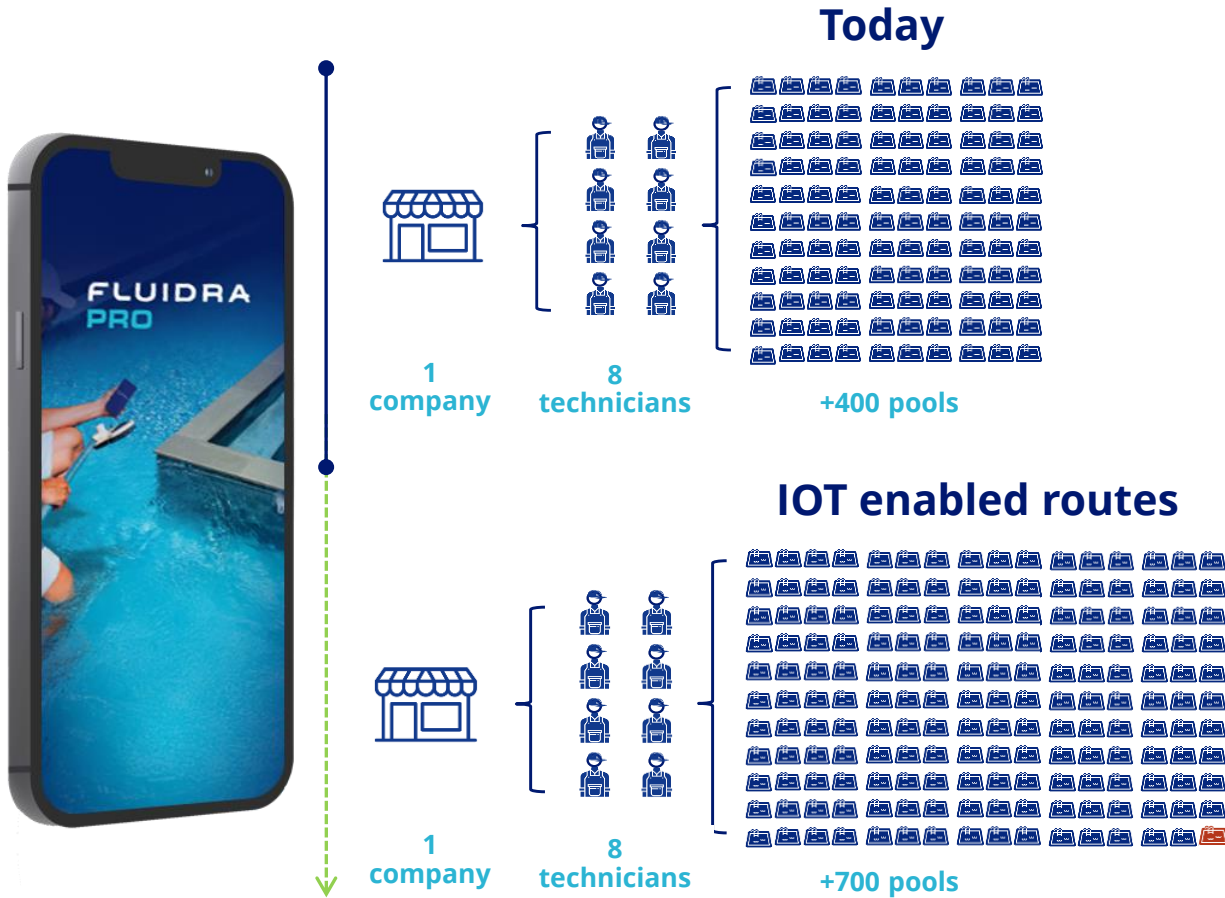 Today
FLUIDRA
PRO
1
company
8
technicians
+400 pools
IOT enabled routes
1
company
8
technicians
+700 pools